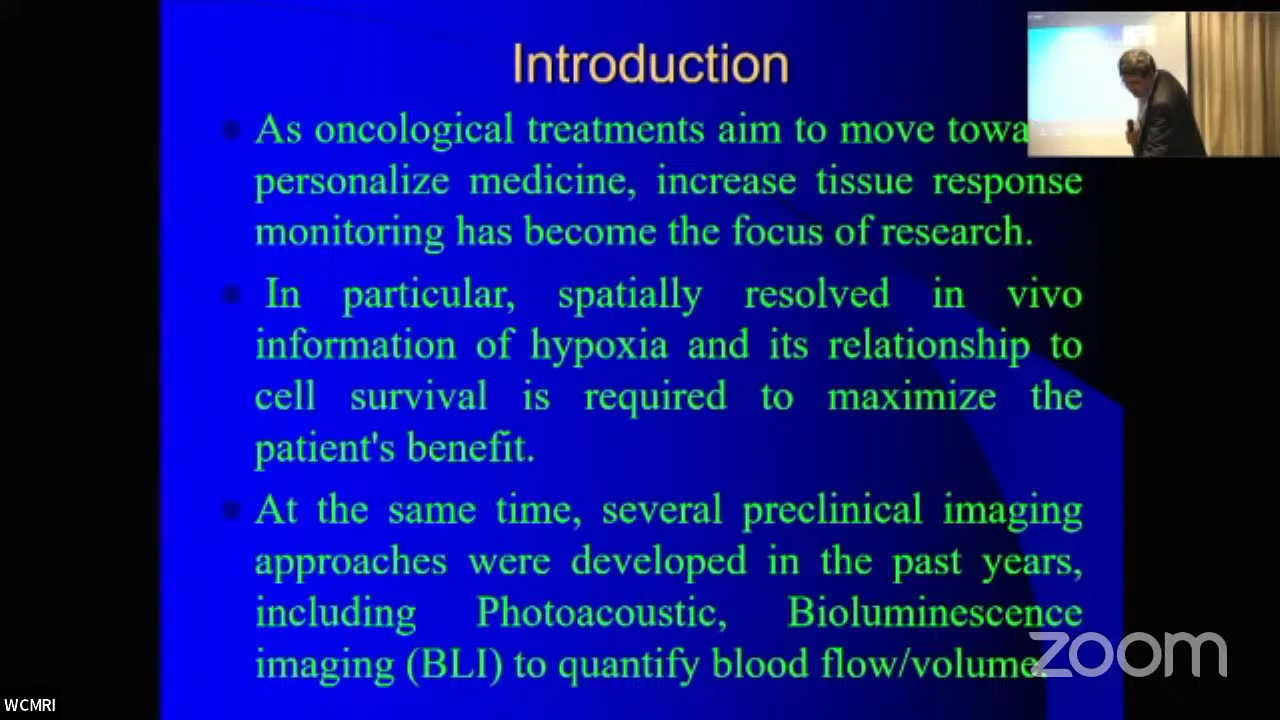 Introduction
As oncological treatments aim to move
personalize medicine, increase tissue response
monitoring has become the focus of research.
In particular, spatially resolved in vivo
information of hypoxia and its relationship to
cell survival is required to maximize the
patient's benefit.
At the same time, several preclinical imaging
approaches were developed in the past years,
including Photoacoustic, Bioluminescence
imaging (BLI) to quantify blood flow/volume.
zoom
WCMRI